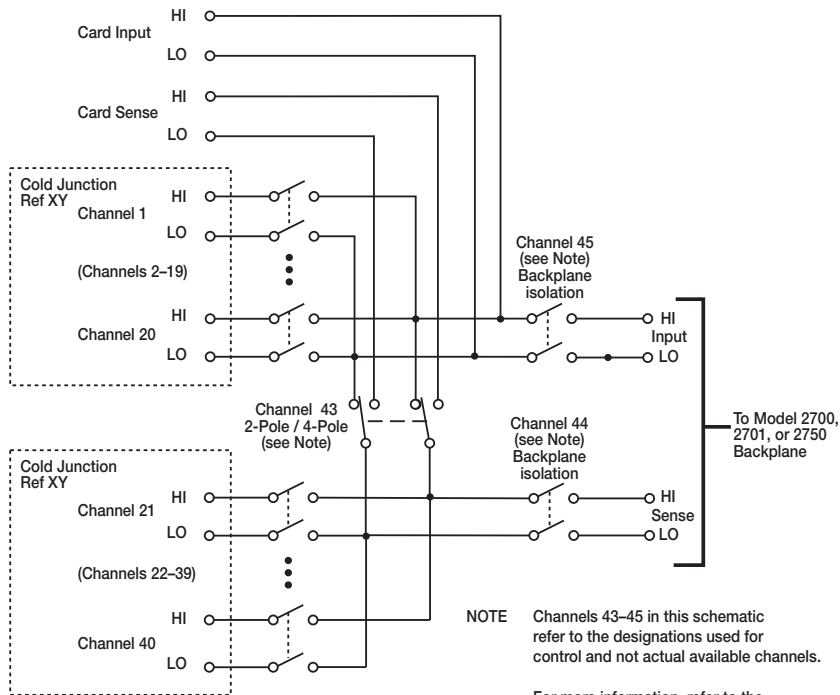 Card Input
HI
LO
Card Sense
HI
LO
Cold Junction
Ref XY
Channel 1
HI
LO
(Channels 2–19)
Channel 20
HI
LO
Channel 45
(see Note)
Backplane
isolation
HI
Input
LO
Channel 43
2-Pole / 4-Pole
(see Note)
Channel 44
(see Note)
Backplane
isolation
To Model 2700,
2701, or 2750
Backplane
Cold Junction
Ref XY
Channel 21
HI
LO
HI
Sense
LO
(Channels 22–39)
Channel 40
HI
LO
NOTE Channels 43–45 in this schematic
refer to the designations used for
control and not actual available channels.
For more information, refer to the